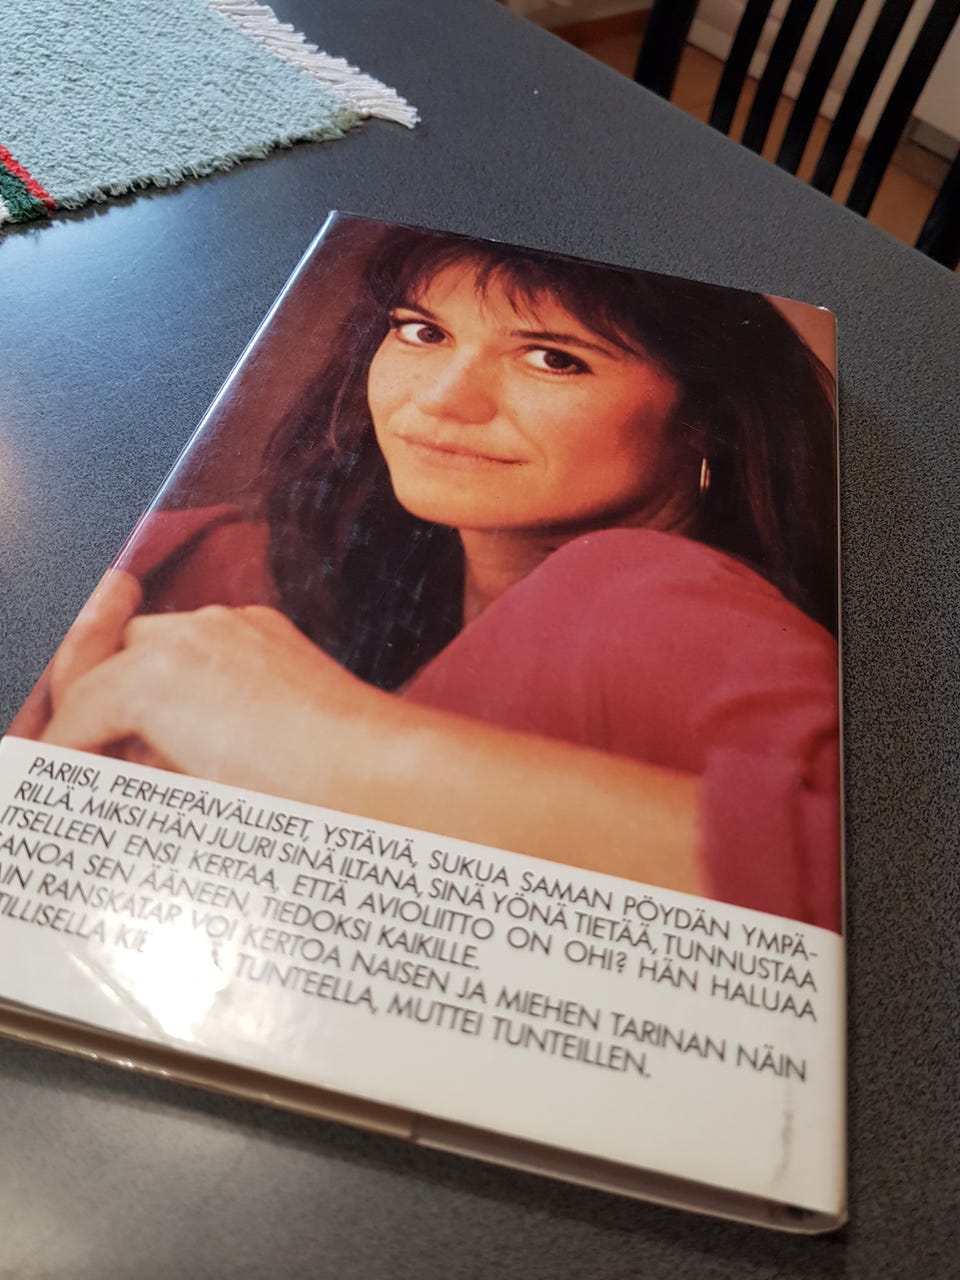 PARIISI, PERHEPÄIVÄLLISET, YSTÄVIÄ, SUKUA SAMAN PÖYDÄN YMPÄ-
RILLÄ. MIKSI HÄN JUURI SINÄ ILTANA, SINÄ YÖNÄ TIETÄÄ, TUNNUSTAA
ITSELLEEN ENSI KERTAA, ETTÄ AVIOLIITTO ON OHI? HÄN HALUAA
SANOA SEN ÄÄNEEN, TIEDOKSI KAIKILLE.
RANSKATAR VOI KERTOA NAISEN JA MIEHEN TARINAN NÄIN
TUNTEELLA, MUTTEI TUNTEILLEN.